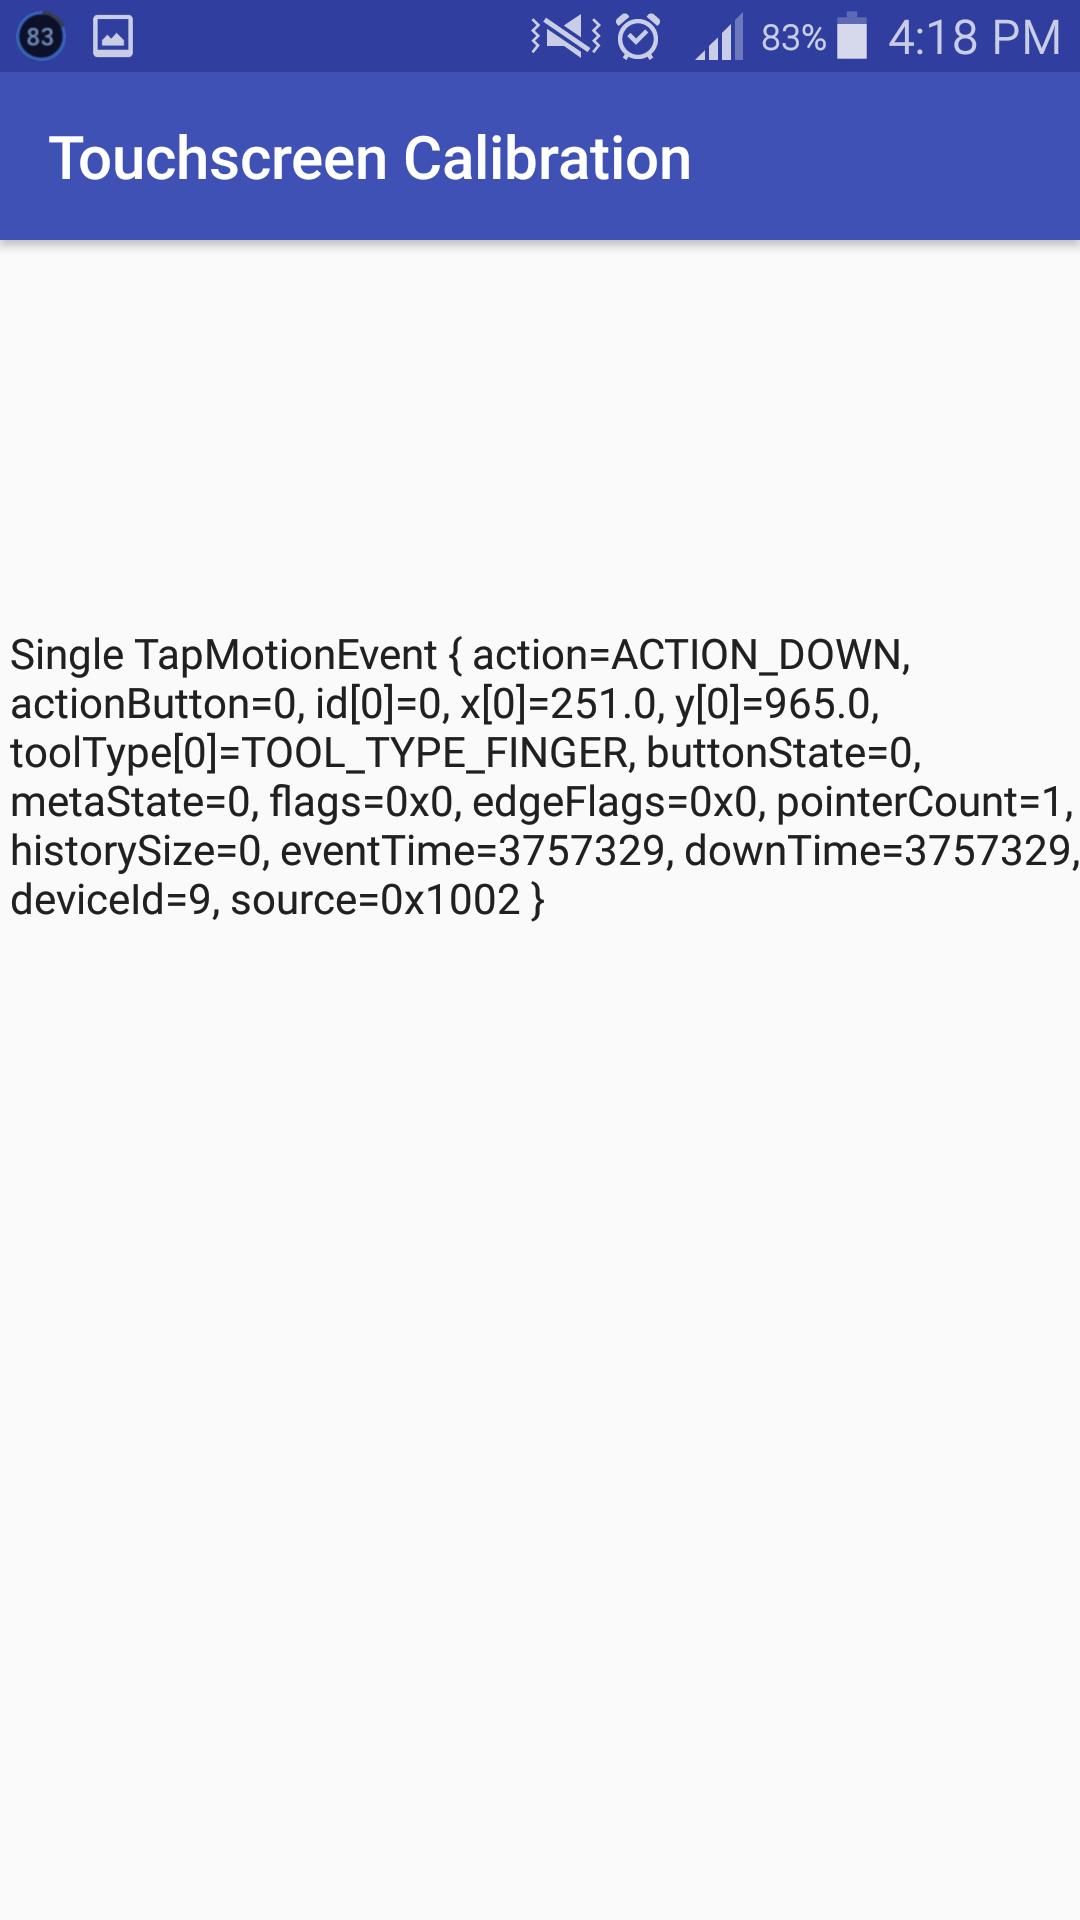 83
83% 4:18 PM
Touchscreen Calibration
Single TapMotionEvent { action=ACTION_DOWN,
actionButton=0, id[0]=0, x[0]=251.0, y[0]=965.0,
toolType[0]=TOOL_TYPE_FINGER, buttonState=0,
metaState=0, flags=0x0, edgeFlags=0x0, pointerCount=1,
historySize=0, eventTime=3757329, downTime=3757329,
deviceId=9, source=0x1002 }